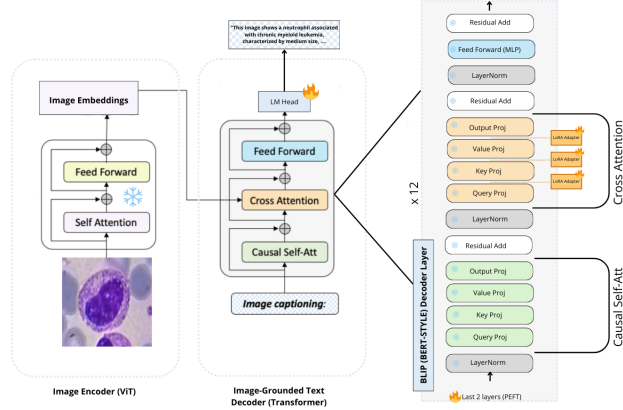 "This image shows a neutrophil associated
with chronic myeloid leukemia,
characterized by medium size, ...
LM Head
Image Embeddings
Feed Forward
Self Attention
Feed Forward
Cross Attention
Causal Self-Att
Image captioning:
Image Encoder (ViT)
Image-Grounded Text
Decoder (Transformer)
Residual Add
Feed Forward (MLP)
LayerNorm
Residual Add
Output Proj
Value Proj
Key Proj
Query Proj
LoRA Adapter
LoRA Adapter
LoRA Adapter
Cross Attention
x 12
LayerNorm
Residual Add
Output Proj
Value Proj
Key Proj
Query Proj
Causal Self-Att
LayerNorm
BLIP (BERT-STYLE) Decoder Layer
Last 2 layers (PEFT)